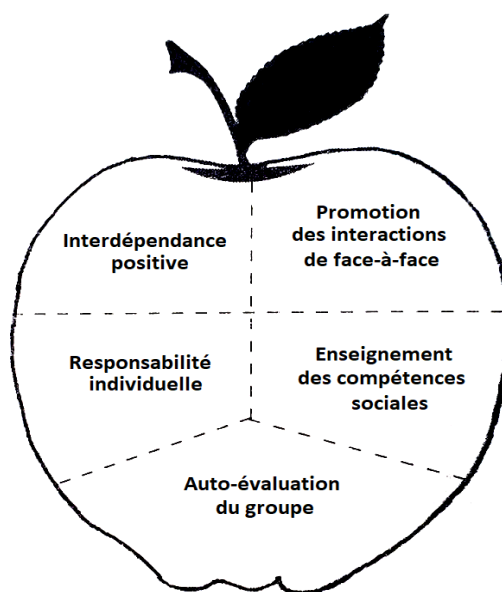 Interdépendance
positive
Promotion
des interactions
de face-à-face
Responsabilité
individuelle
Enseignement
des compétences
sociales
Auto-évaluation
du groupe